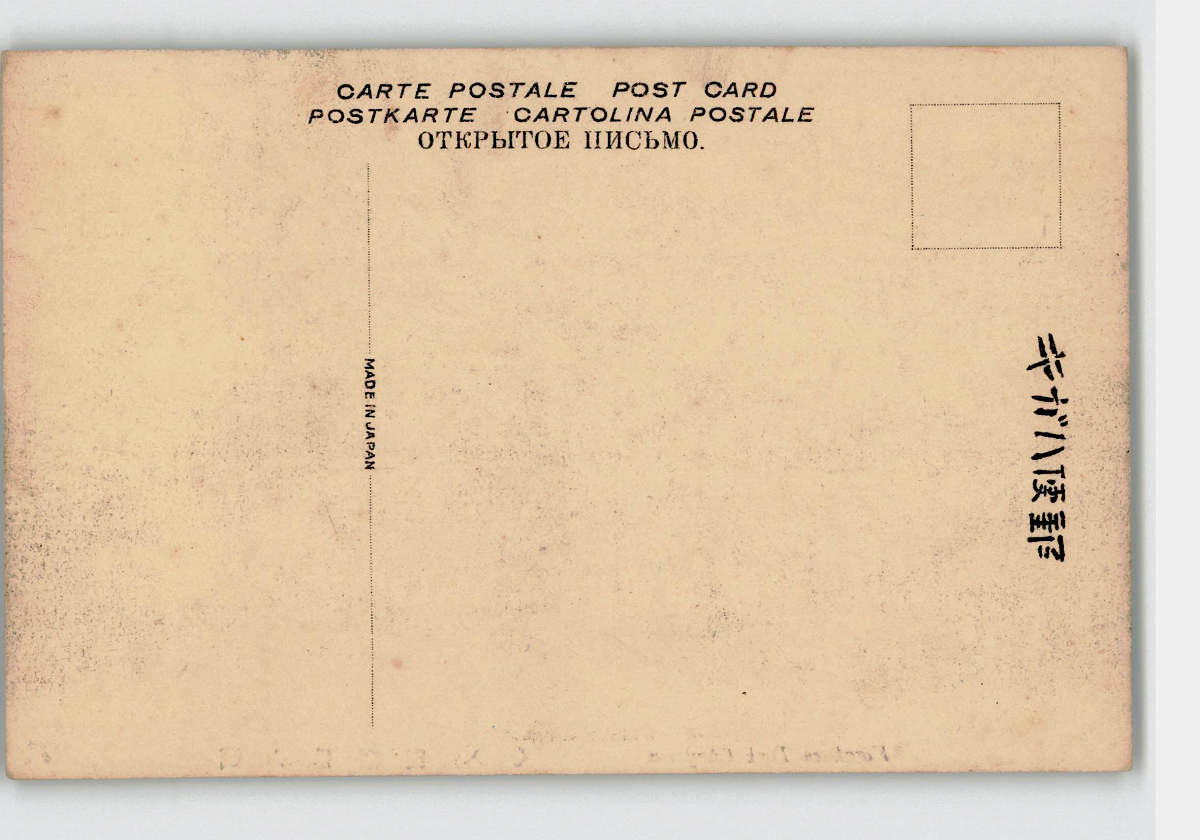 CARTE POSTALE POST CARD
POSTKARTE CARTOLINA POSTALE
ОТКРЫТОЕ ПИСЬМО.
MADE IN JAPAN
郵便ハガキ